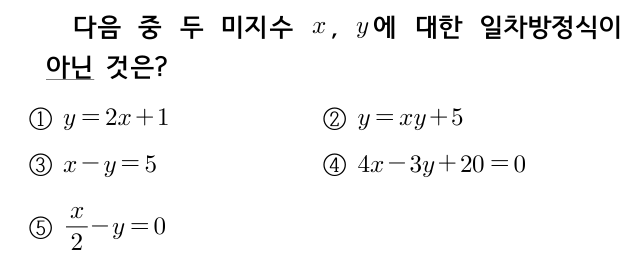 다음 중 두 미지수 x, y에 대한 일차방정식이
아닌 것은?
① y=2x+1 ② y=xy+5
③ x-y=5 ④ 4x-3y+20=0
⑤ x/2-y=0